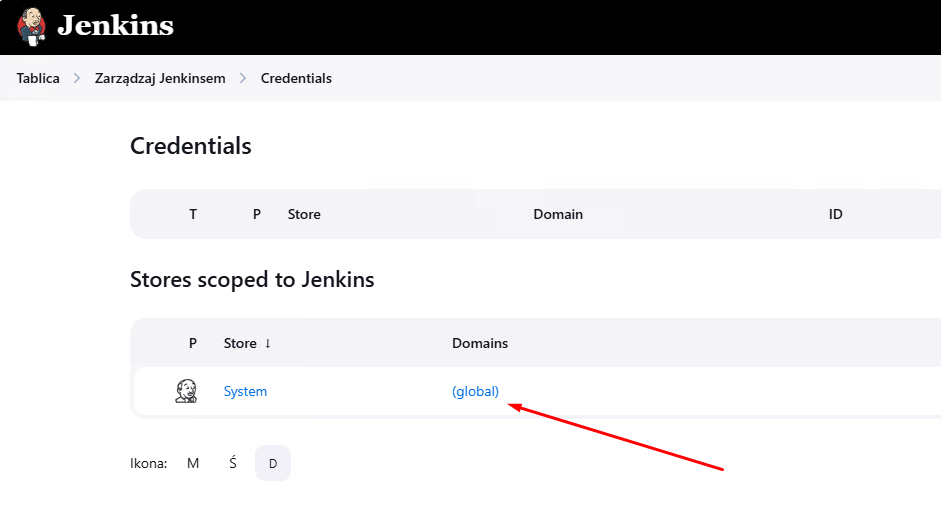 Jenkins
Tablica > Zarządzaj Jenkinsem > Credentials
Credentials
T P Store Domain ID
Stores scoped to Jenkins
P Store ↓ Domains
System (global)
Ikona: M Ś D